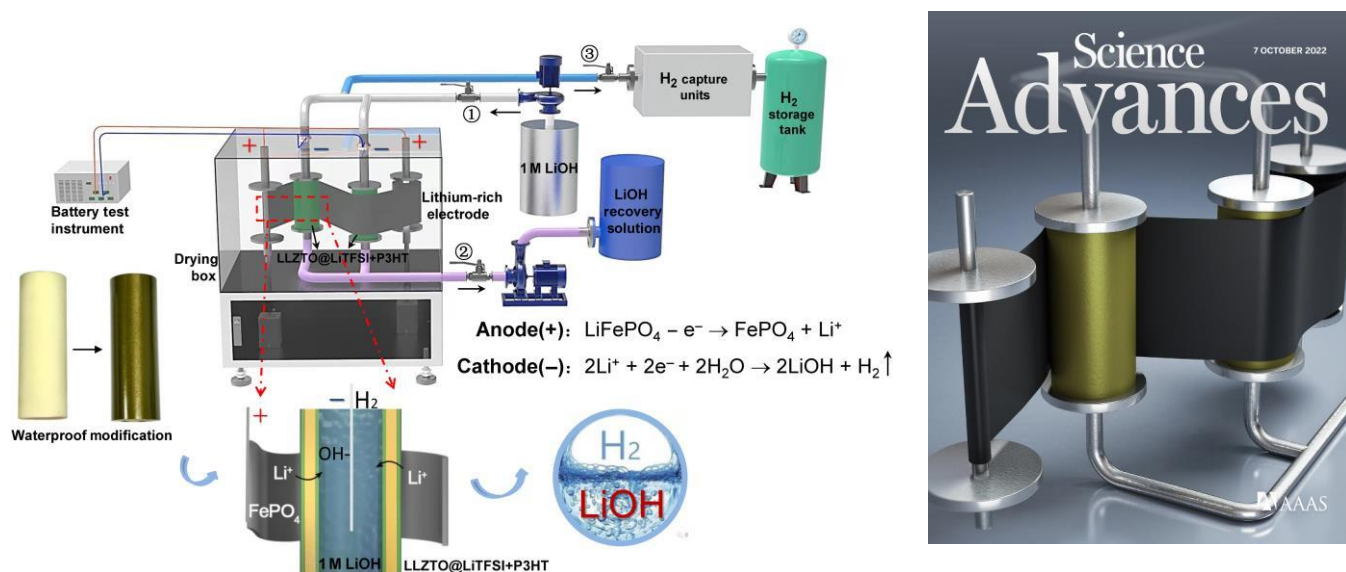 ③
H₂ capture
units
H₂
storage
tank
①
1 M LiOH
+
−
−
+
Battery test
instrument
Lithium-rich
electrode
LiOH
recovery
solution
Drying
box
LLZTO@LiTFSI+P3HT
②
Anode(+): LiFePO₄ – e⁻ → FePO₄ + Li⁺
Cathode(–): 2Li⁺ + 2e⁻ + 2H₂O → 2LiOH + H₂↑
Waterproof modification
+
−
H₂
OH-
Li⁺
Li⁺
FePO₄
1 M LiOH
LLZTO@LiTFSI+P3HT
H₂
LiOH
Science
7 OCTOBER 2022
Advances
AAAS